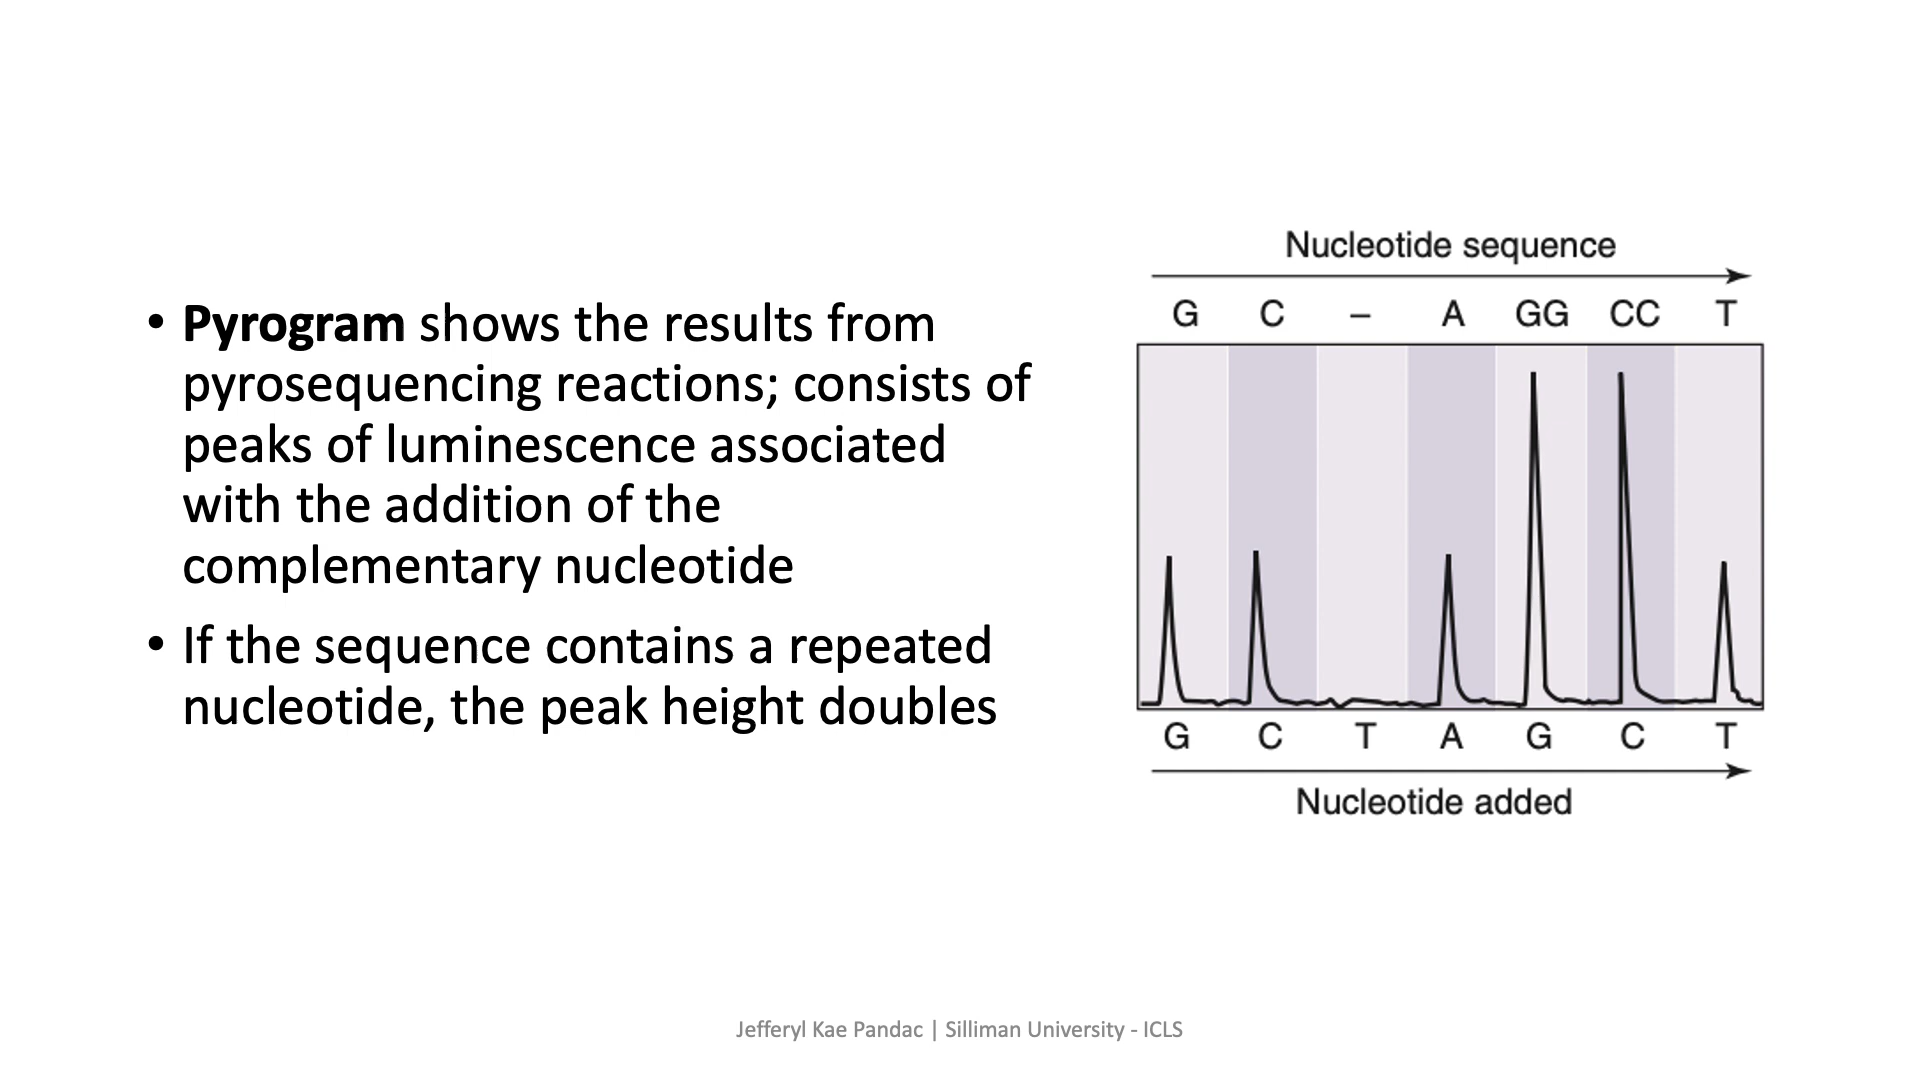 • Pyrogram shows the results from
pyrosequencing reactions; consists of
peaks of luminescence associated
with the addition of the
complementary nucleotide
• If the sequence contains a repeated
nucleotide, the peak height doubles
Nucleotide sequence
G C – A GG CC T
G C T A G C T
Nucleotide added
Jefferyl Kae Pandac | Silliman University - ICLS